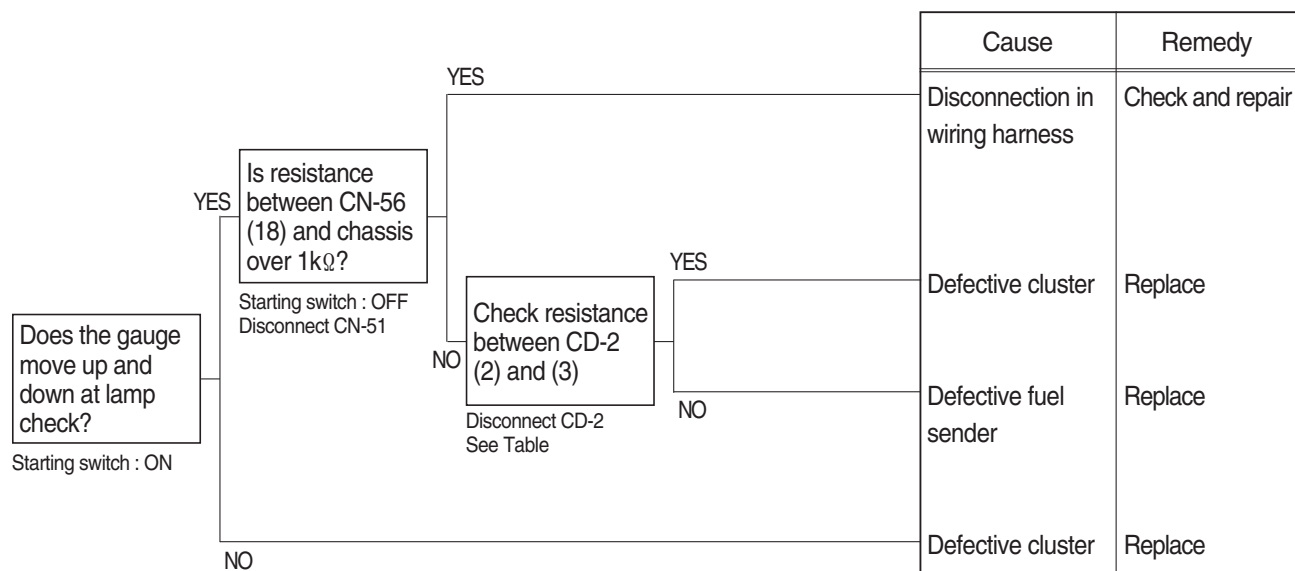 Cause
Remedy
YES
Disconnection in
wiring harness
Check and repair
YES
Is resistance
between CN-56
(18) and chassis
over 1kΩ?
Starting switch : OFF
Disconnect CN-51
YES
Defective cluster
Replace
Does the gauge
move up and
down at lamp
check?
Starting switch : ON
NO
Check resistance
between CD-2
(2) and (3)
Disconnect CD-2
See Table
NO
Defective fuel
sender
Replace
NO
Defective cluster
Replace